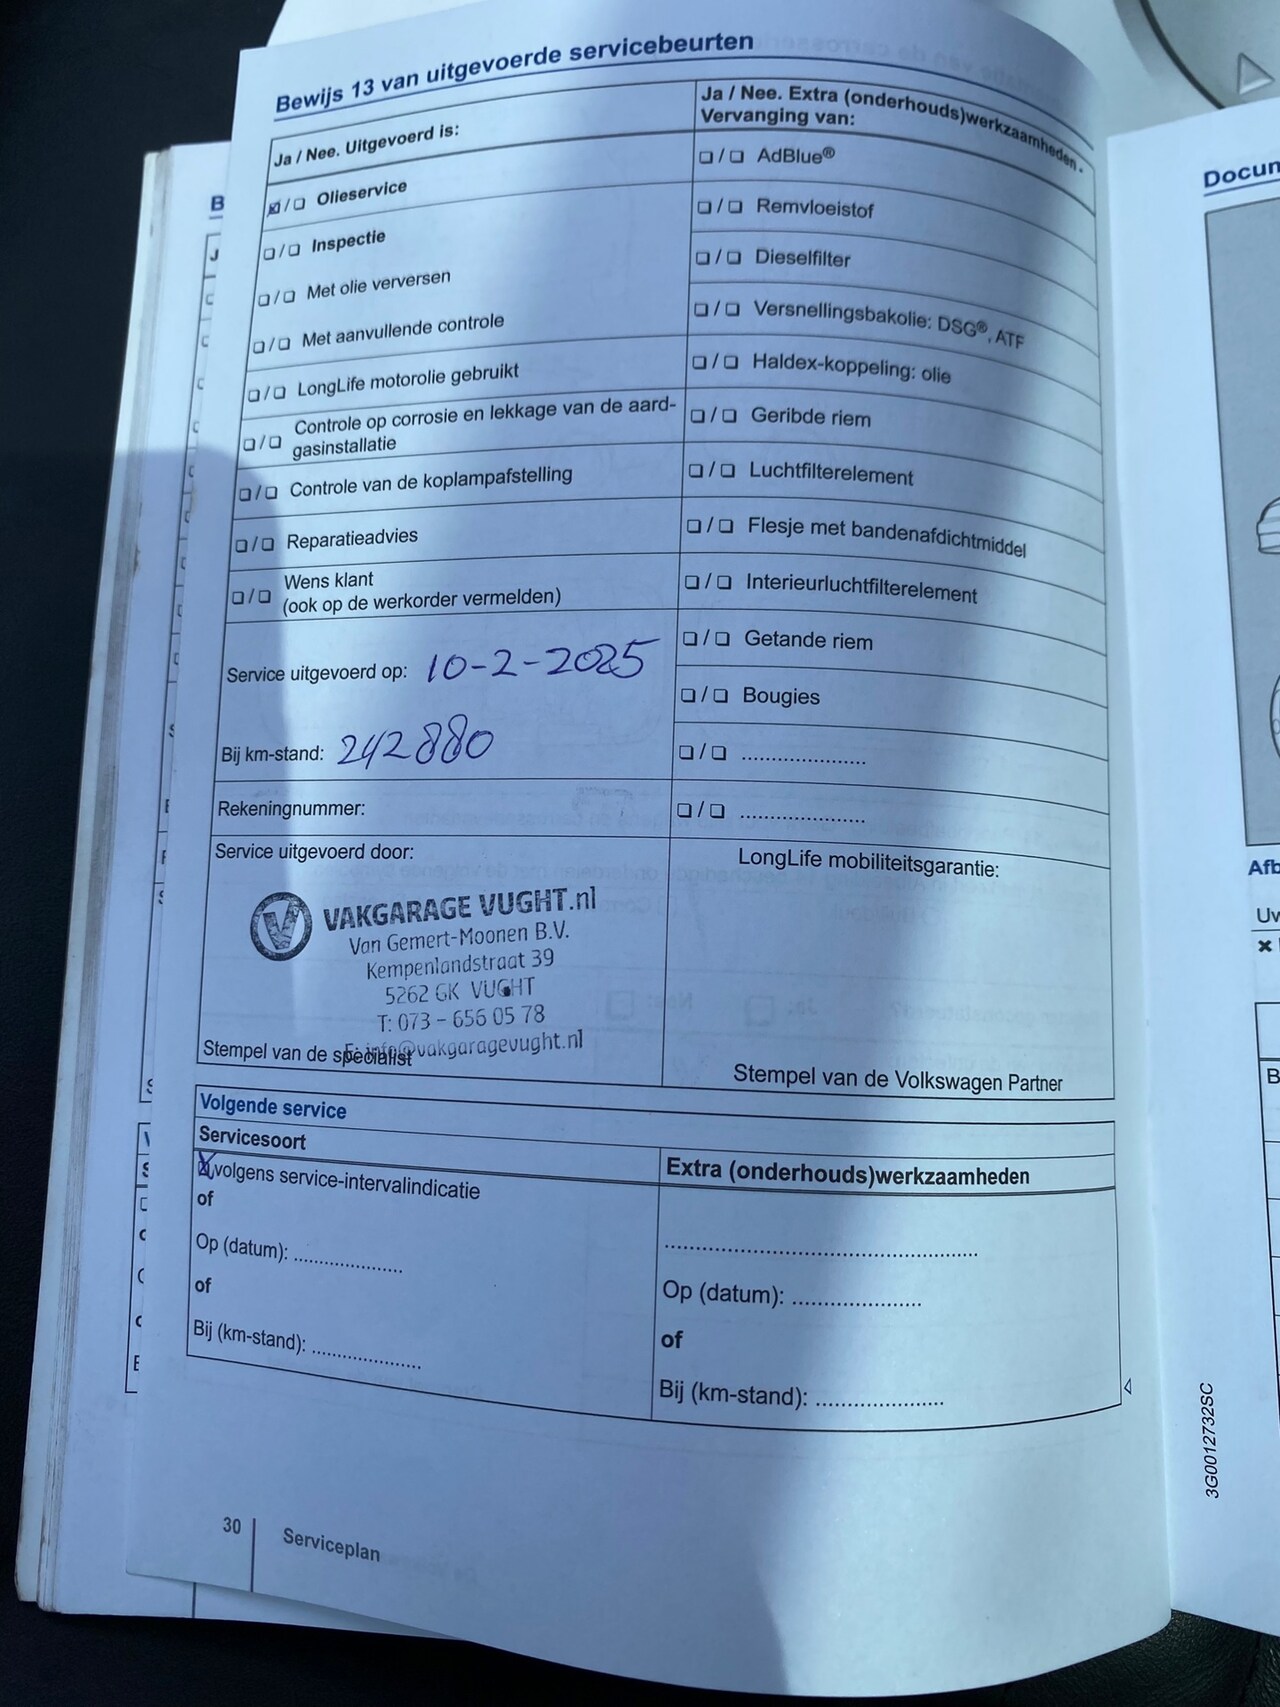 Bewijs 13 van uitgevoerde servicebeurten
Ja / Nee. Uitgevoerd is:
☒ / ❏ Olieservice
❏ / ❏ Inspectie
❏ / ❏ Met olie verversen
❏ / ❏ Met aanvullende controle
❏ / ❏ LongLife motorolie gebruikt
❏ / ❏ Controle op corrosie en lekkage van de aard-
gasinstallatie
❏ / ❏ Controle van de koplampafstelling
❏ / ❏ Reparatieadvies
❏ / ❏ Wens klant
(ook op de werkorder vermelden)
Service uitgevoerd op: 10-2-2025
Bij km-stand: 242880
Rekeningnummer:
Service uitgevoerd door:
VAKGARAGE VUGHT.nl
Van Gemert-Moonen B.V.
Kempenlandstraat 39
5262 GK VUGHT
T: 073 - 656 05 78
E: info@vakgaragevught.nl
Stempel van de specialist
Ja / Nee. Extra (onderhouds)werkzaamheden -
Vervanging van:
❏ / ❏ AdBlue®
❏ / ❏ Remvloeistof
❏ / ❏ Dieselfilter
❏ / ❏ Versnellingsbakolie: DSG®, ATF
❏ / ❏ Haldex-koppeling: olie
❏ / ❏ Geribde riem
❏ / ❏ Luchtfilterelement
❏ / ❏ Flesje met bandenafdichtmiddel
❏ / ❏ Interieurluchtfilterelement
❏ / ❏ Getande riem
❏ / ❏ Bougies
❏ / ❏ .....................
❏ / ❏ .....................
LongLife mobiliteitsgarantie:
Stempel van de Volkswagen Partner
Volgende service
Servicesoort
☒ volgens service-intervalindicatie
of
Op (datum): ..................
of
Bij (km-stand): ..................
Extra (onderhouds)werkzaamheden
....................................................
Op (datum): .....................
of
Bij (km-stand): .....................
30
Serviceplan
Docum
Afb
Uw
3G0012732SC